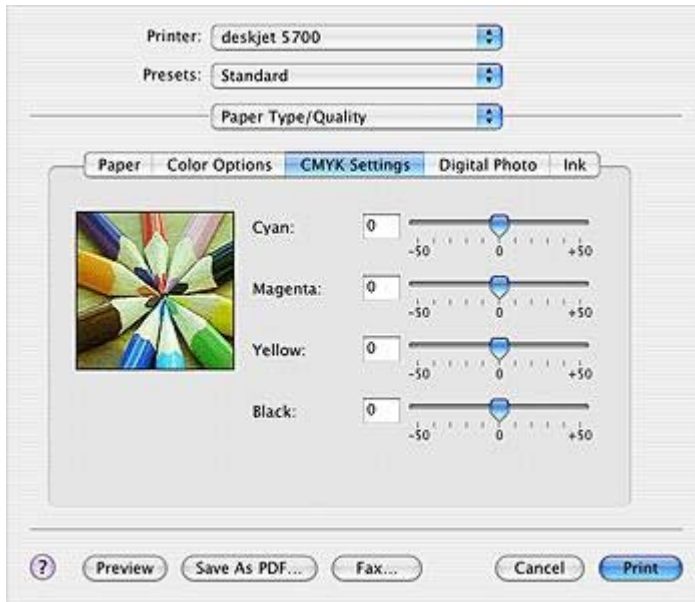 Printer: deskjet 5700
Presets: Standard
Paper Type/Quality
Paper Color Options CMYK Settings Digital Photo Ink
Cyan: 0
-50 0 +50
Magenta: 0
-50 0 +50
Yellow: 0
-50 0 +50
Black: 0
-50 0 +50
? Preview Save As PDF... Fax... Cancel Print